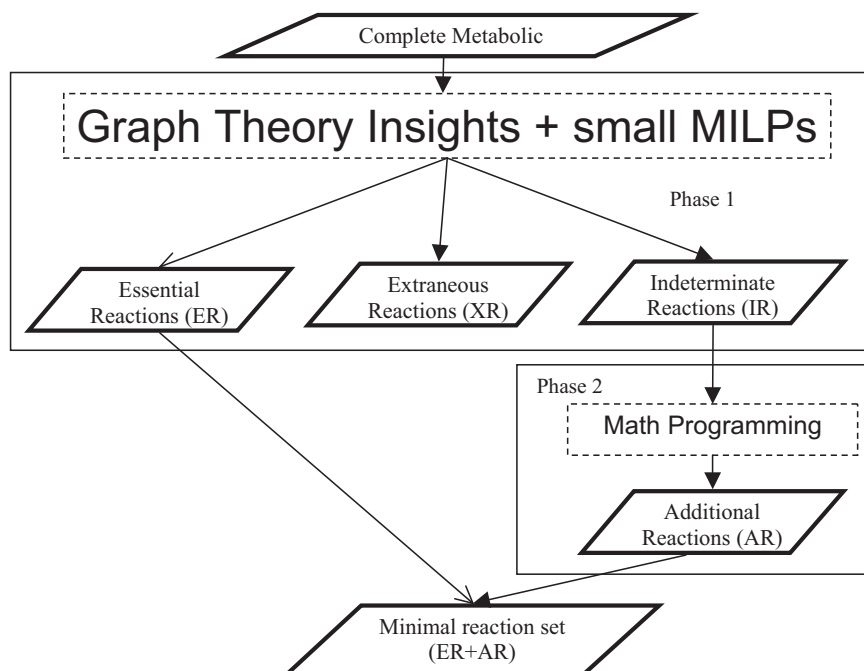 Complete Metabolic
Graph Theory Insights + small MILPs
Phase 1
Essential
Reactions (ER)
Extraneous
Reactions (XR)
Indeterminate
Reactions (IR)
Phase 2
Math Programming
Additional
Reactions (AR)
Minimal reaction set
(ER+AR)